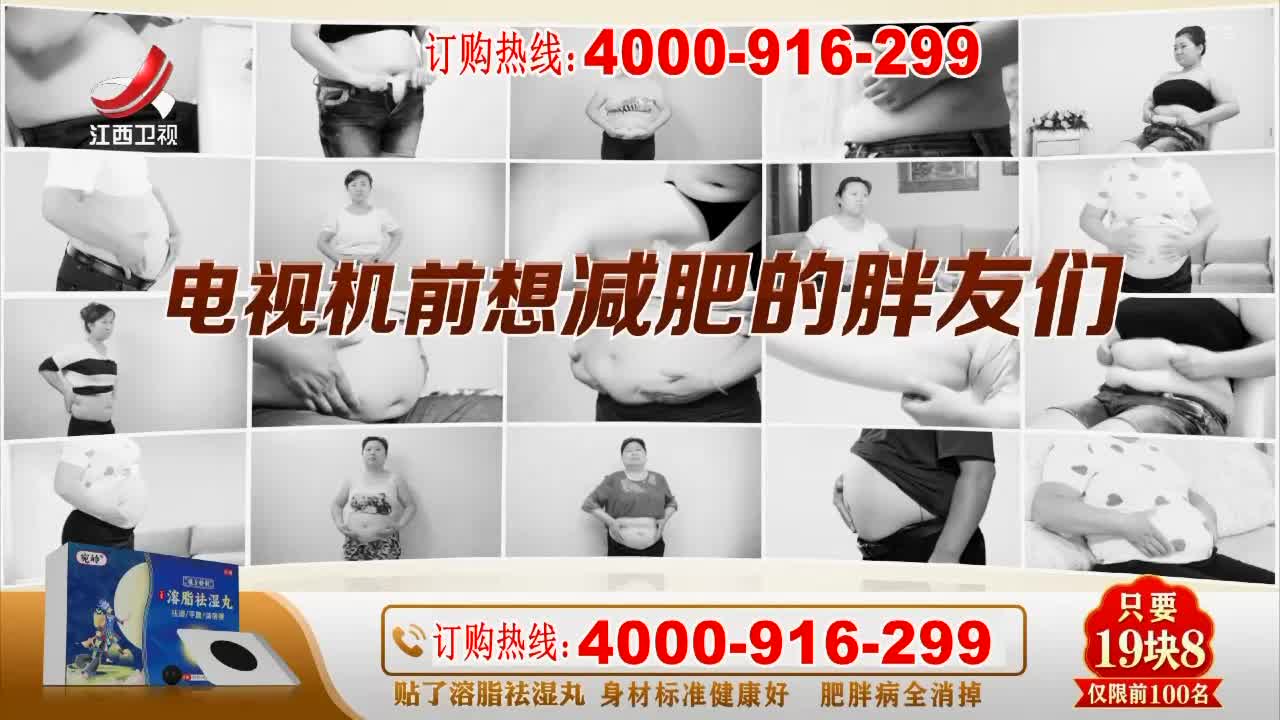 订购热线:4000-916-299
江西卫视
电视机前想减肥的胖友们
宛岭®
溶脂祛湿丸
订购热线:4000-916-299
贴了溶脂祛湿丸 身材标准健康好 肥胖病全消掉
只要
19块8
仅限前100名